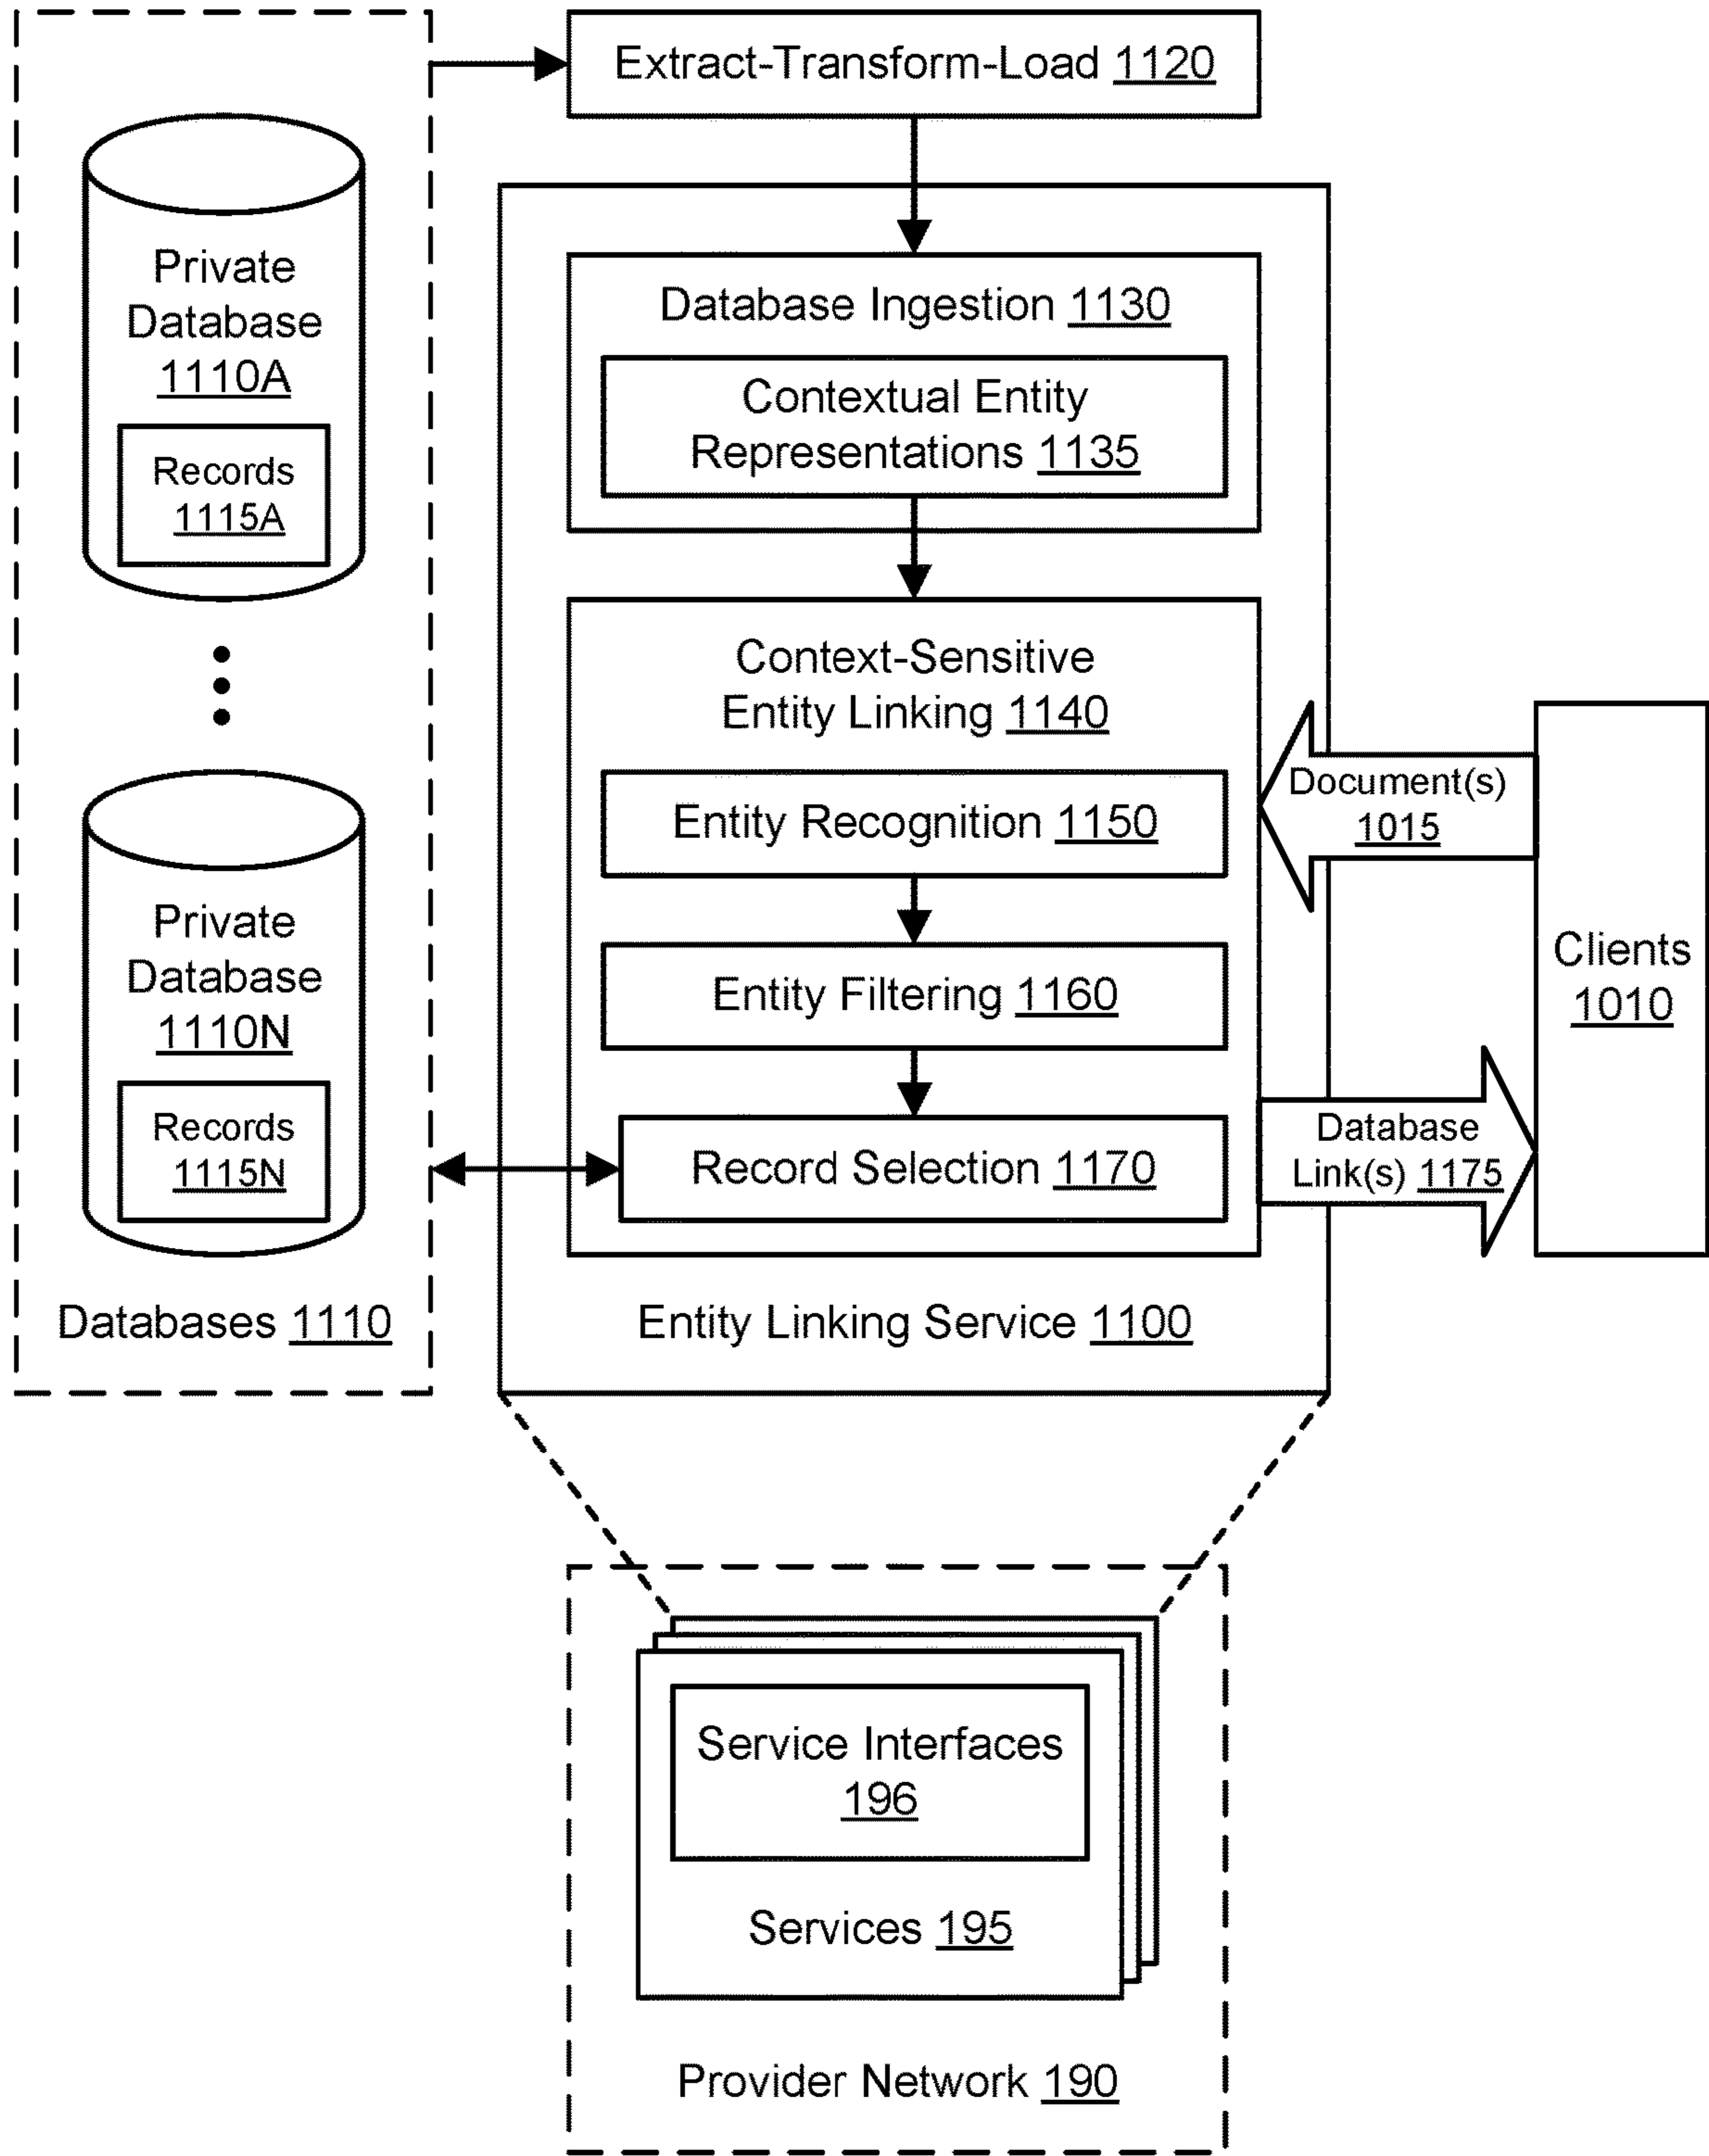 Extract-Transform-Load 1120
Private
Database
1110A
Records
1115A
Private
Database
1110N
Records
1115N
Databases 1110
Database Ingestion 1130
Contextual Entity
Representations 1135
Context-Sensitive
Entity Linking 1140
Entity Recognition 1150
Entity Filtering 1160
Record Selection 1170
Entity Linking Service 1100
Document(s)
1015
Database
Link(s) 1175
Clients
1010
Service Interfaces
196
Services 195
Provider Network 190